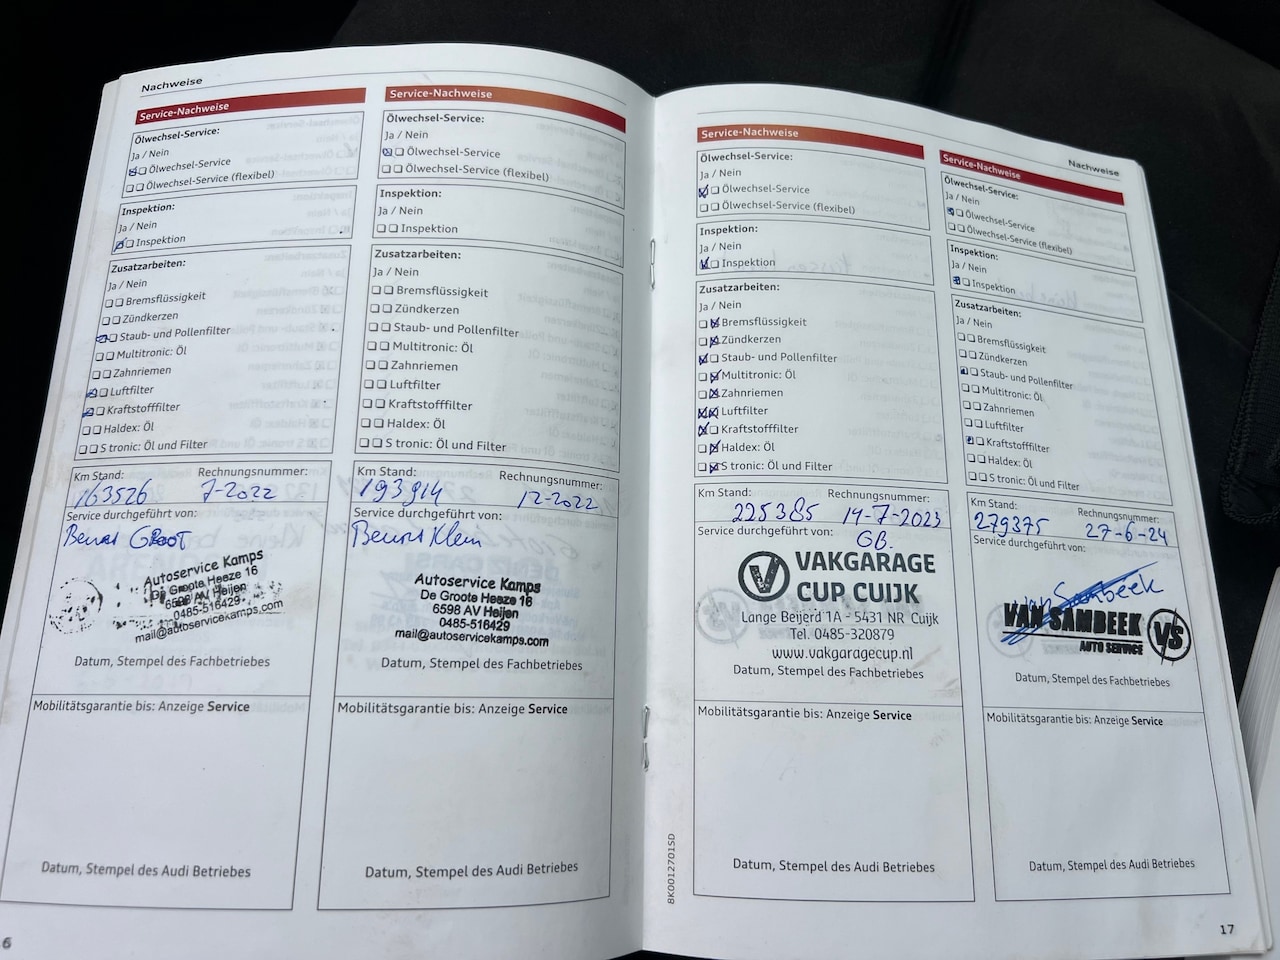 Nachweise
Service-Nachweise
Ölwechsel-Service:
Ja / Nein
Ölwechsel-Service
Ölwechsel-Service (flexibel)
Inspektion:
Ja / Nein
Inspektion
Zusatzarbeiten:
Ja / Nein
Bremsflüssigkeit
Zündkerzen
Staub- und Pollenfilter
Multitronic: Öl
Zahnriemen
Luftfilter
Kraftstofffilter
Haldex: Öl
S tronic: Öl und Filter
Km Stand: Rechnungsnummer:
163526 7-2022
Service durchgeführt von:
Beurt Groot
Autoservice Kamps
De Groote Heeze 16
6598 AV Heijen
0485-516429
mail@autoservicekamps.com
Datum, Stempel des Fachbetriebes
Mobilitätsgarantie bis: Anzeige Service
Datum, Stempel des Audi Betriebes
6
Service-Nachweise
Ölwechsel-Service:
Ja / Nein
Ölwechsel-Service
Ölwechsel-Service (flexibel)
Inspektion:
Ja / Nein
Inspektion
Zusatzarbeiten:
Ja / Nein
Bremsflüssigkeit
Zündkerzen
Staub- und Pollenfilter
Multitronic: Öl
Zahnriemen
Luftfilter
Kraftstofffilter
Haldex: Öl
S tronic: Öl und Filter
Km Stand: Rechnungsnummer:
193914 12-2022
Service durchgeführt von:
Beurt Klein
Autoservice Kamps
De Groote Heeze 16
6598 AV Heijen
0485-516429
mail@autoservicekamps.com
Datum, Stempel des Fachbetriebes
Mobilitätsgarantie bis: Anzeige Service
Datum, Stempel des Audi Betriebes
Service-Nachweise
Ölwechsel-Service:
Ja / Nein
Ölwechsel-Service
Ölwechsel-Service (flexibel)
Inspektion:
Ja / Nein
Inspektion
Zusatzarbeiten:
Ja / Nein
Bremsflüssigkeit
Zündkerzen
Staub- und Pollenfilter
Multitronic: Öl
Zahnriemen
Luftfilter
Kraftstofffilter
Haldex: Öl
S tronic: Öl und Filter
Km Stand: Rechnungsnummer:
225385 14-7-2023
Service durchgeführt von:
GB.
VAKGARAGE
CUP CUIJK
Lange Beijerd 1A - 5431 NR Cuijk
Tel. 0485-320879
www.vakgaragecup.nl
Datum, Stempel des Fachbetriebes
Mobilitätsgarantie bis: Anzeige Service
Datum, Stempel des Audi Betriebes
8K0012701SD
Nachweise
Service-Nachweise
Ölwechsel-Service:
Ja / Nein
Ölwechsel-Service
Ölwechsel-Service (flexibel)
Inspektion:
Ja / Nein
Inspektion
Zusatzarbeiten:
Ja / Nein
Bremsflüssigkeit
Zündkerzen
Staub- und Pollenfilter
Multitronic: Öl
Zahnriemen
Luftfilter
Kraftstofffilter
Haldex: Öl
S tronic: Öl und Filter
Km Stand: Rechnungsnummer:
279375 27-6-24
Service durchgeführt von:
van Sambeek
VAN SAMBEEK VS
AUTO SERVICE
Datum, Stempel des Fachbetriebes
Mobilitätsgarantie bis: Anzeige Service
Datum, Stempel des Audi Betriebes
17